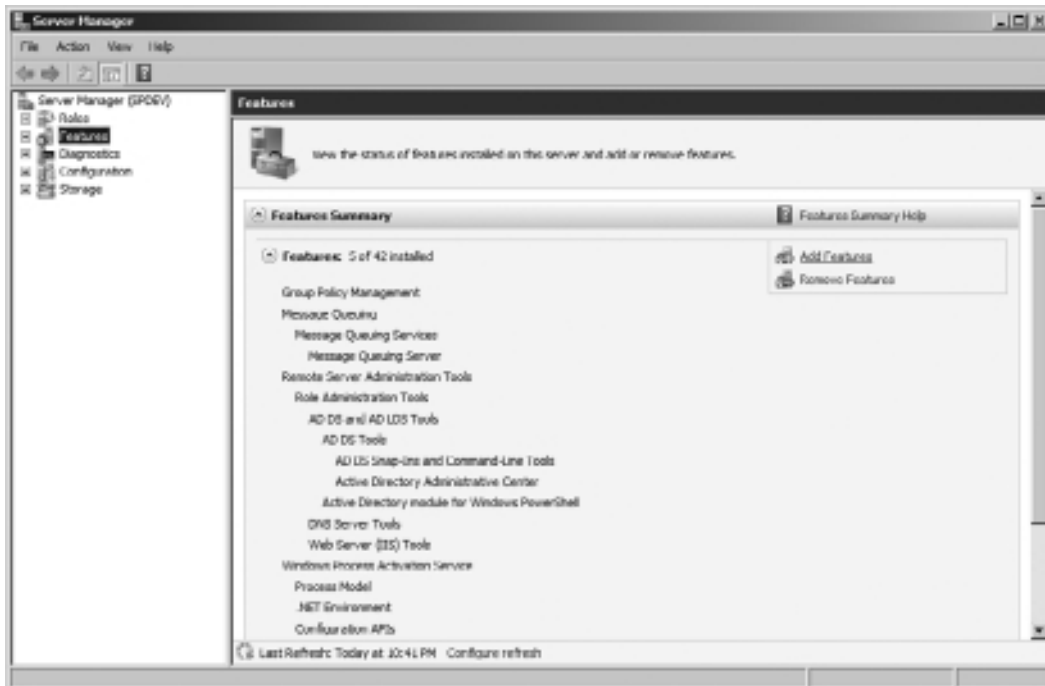 Server Manager
File Action View Help
Server Manager (SPDEV)
Roles
Features
Diagnostics
Configuration
Storage
Features
View the status of features installed on this server and add or remove features.
Features Summary
Features Summary Help
Features: 5 of 42 installed
Add Features
Remove Features
Group Policy Management
Message Queuing
Message Queuing Services
Message Queuing Server
Remote Server Administration Tools
Role Administration Tools
AD DS and AD LDS Tools
AD DS Tools
AD DS Snap-Ins and Command-Line Tools
Active Directory Administrative Center
Active Directory module for Windows PowerShell
DNS Server Tools
Web Server (IIS) Tools
Windows Process Activation Service
Process Model
.NET Environment
Configuration APIs
Last Refresh: Today at 10:41 PM Configure refresh